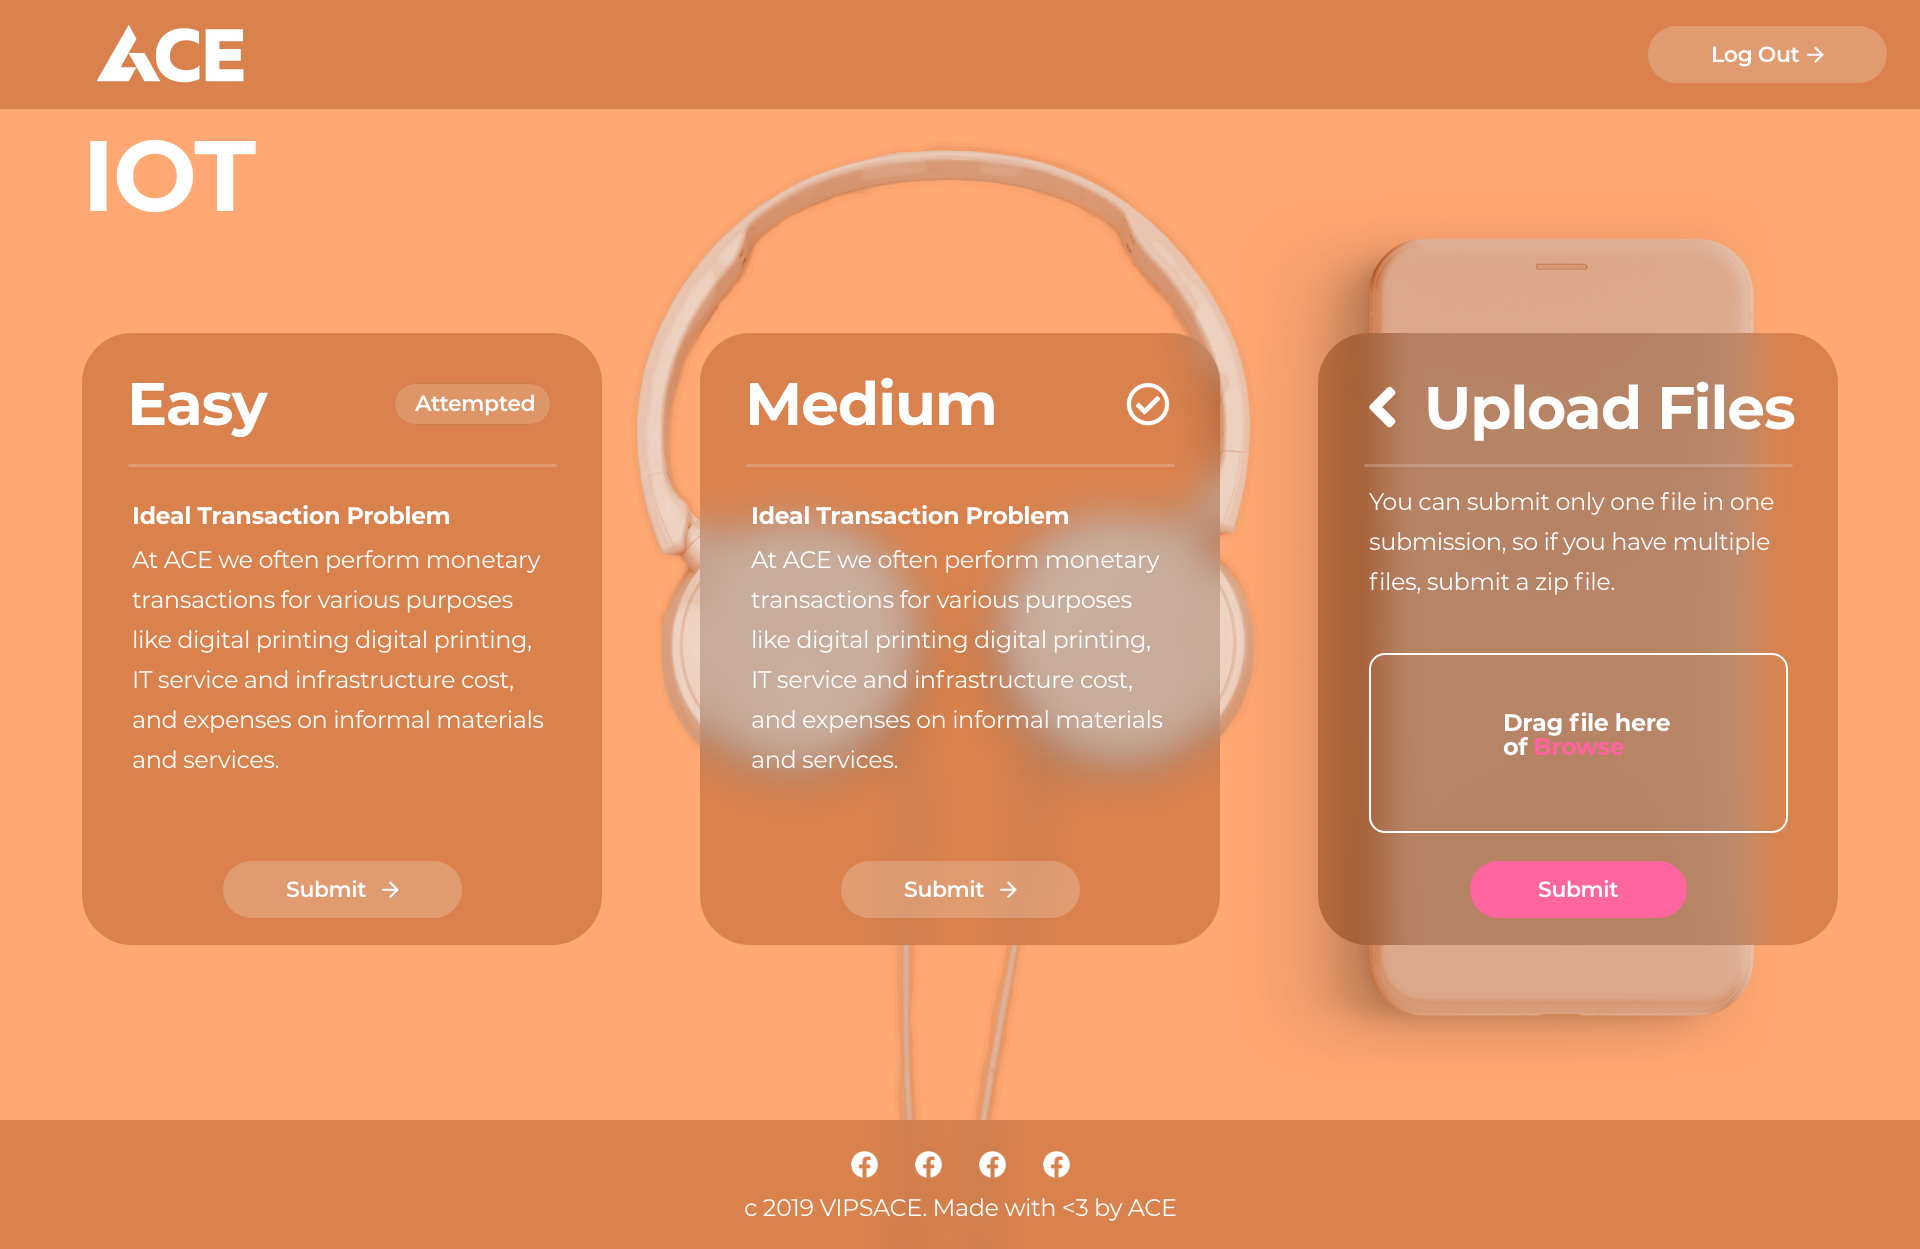 ACE
Log Out
IOT
Easy
Attempted
Ideal Transaction Problem
At ACE we often perform monetary
transactions for various purposes
like digital printing digital printing,
IT service and infrastructure cost,
and expenses on informal materials
and services.
Submit
Medium
Ideal Transaction Problem
At ACE we often perform monetary
transactions for various purposes
like digital printing digital printing,
IT service and infrastructure cost,
and expenses on informal materials
and services.
Submit
Upload Files
You can submit only one file in one
submission, so if you have multiple
files, submit a zip file.
Drag file here
of Browse
Submit
c 2019 VIPSACE. Made with <3 by ACE